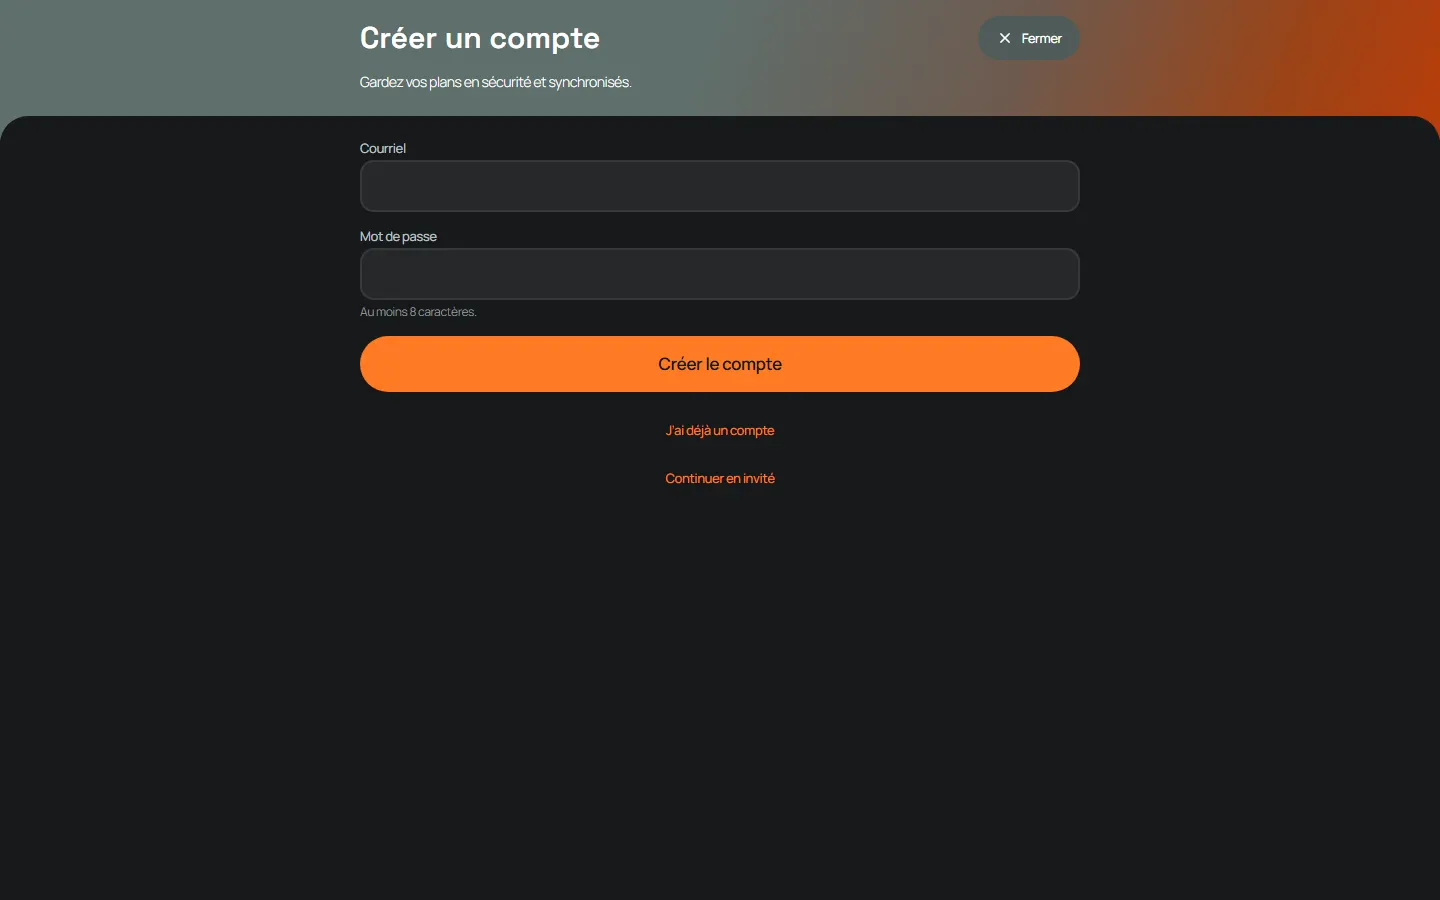 Créer un compte
Fermer
Gardez vos plans en sécurité et synchronisés.
Courriel
Mot de passe
Au moins 8 caractères.
Créer le compte
J'ai déjà un compte
Continuer en invité